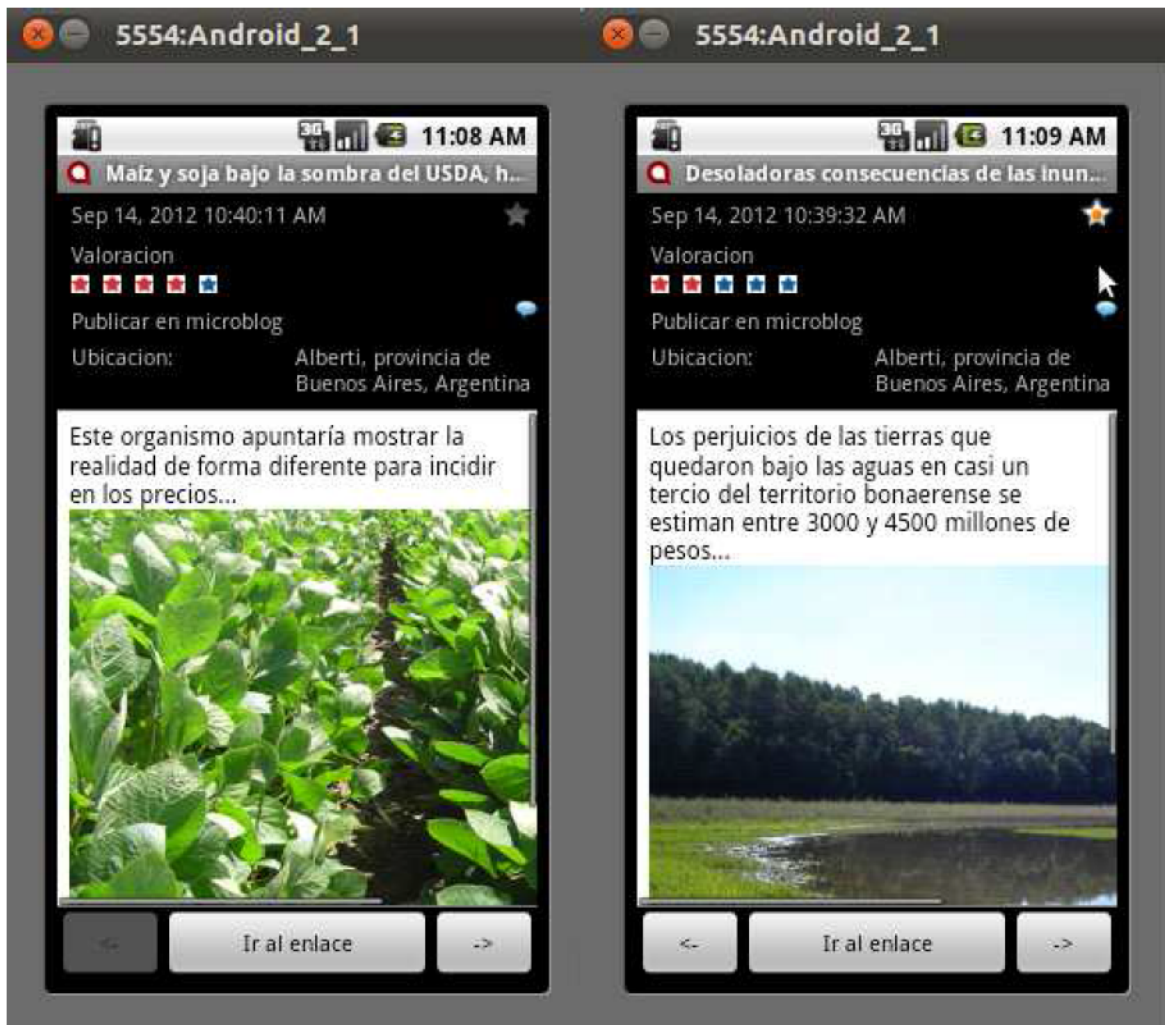 5554:Android_2_1
3G
11:08 AM
Maíz y soja bajo la sombra del USDA, h...
Sep 14, 2012 10:40:11 AM
Valoracion
Publicar en microblog
Ubicacion:
Alberti, provincia de
Buenos Aires, Argentina
Este organismo apuntaría mostrar la
realidad de forma diferente para incidir
en los precios...
<-
Ir al enlace
->
5554:Android_2_1
3G
11:09 AM
Desoladoras consecuencias de las inun...
Sep 14, 2012 10:39:32 AM
Valoracion
Publicar en microblog
Ubicacion:
Alberti, provincia de
Buenos Aires, Argentina
Los perjuicios de las tierras que
quedaron bajo las aguas en casi un
tercio del territorio bonaerense se
estiman entre 3000 y 4500 millones de
pesos...
<-
Ir al enlace
->